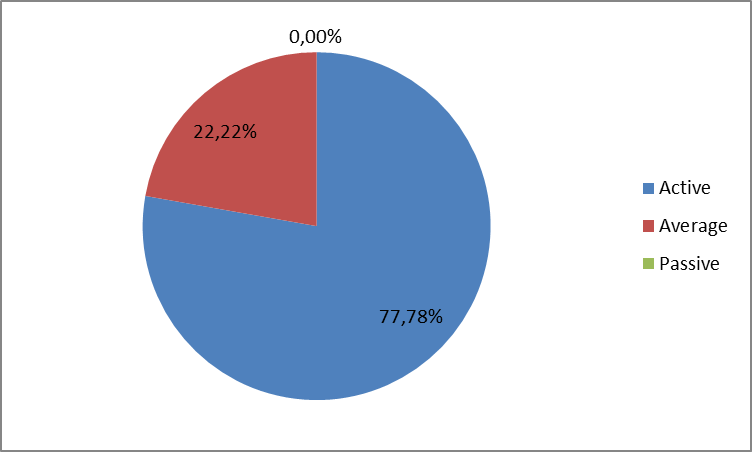 0,00%
22,22%
77,78%
Active
Average
Passive